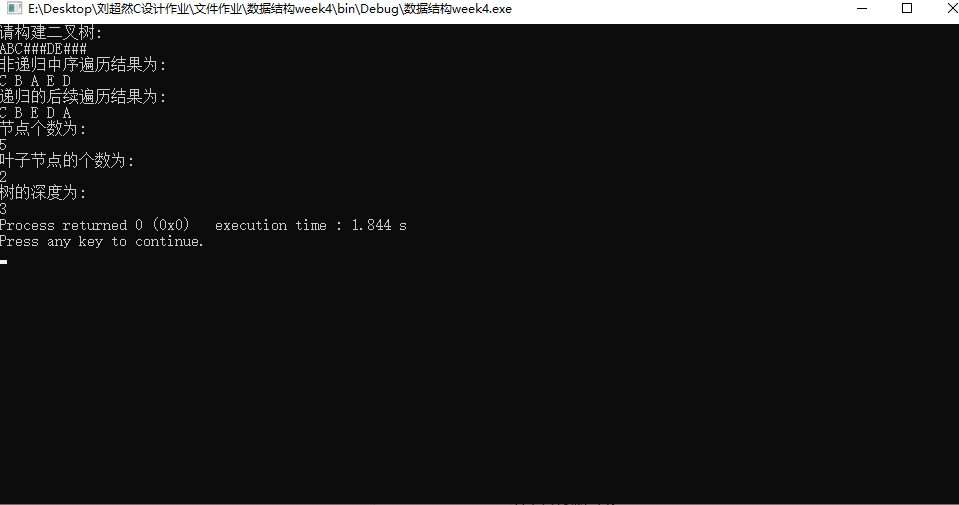 E:\Desktop\刘超然C设计作业\文件作业\数据结构week4\bin\Debug\数据结构week4.exe
请构建二叉树:
ABC###DE###
非递归中序遍历结果为:
C B A E D
递归的后续遍历结果为:
C B E D A
节点个数为:
5
叶子节点的个数为:
2
树的深度为:
3
Process returned 0 (0x0)   execution time : 1.844 s
Press any key to continue.